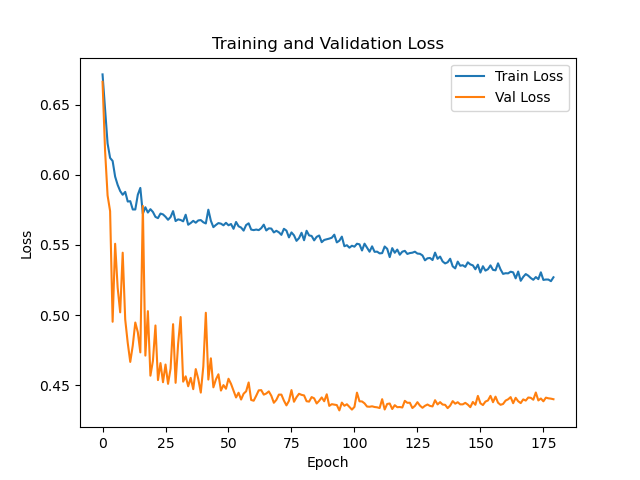 Training and Validation Loss
Train Loss
Val Loss
0.65
0.60
0.55
0.50
0.45
Loss
0 25 50 75 100 125 150 175
Epoch